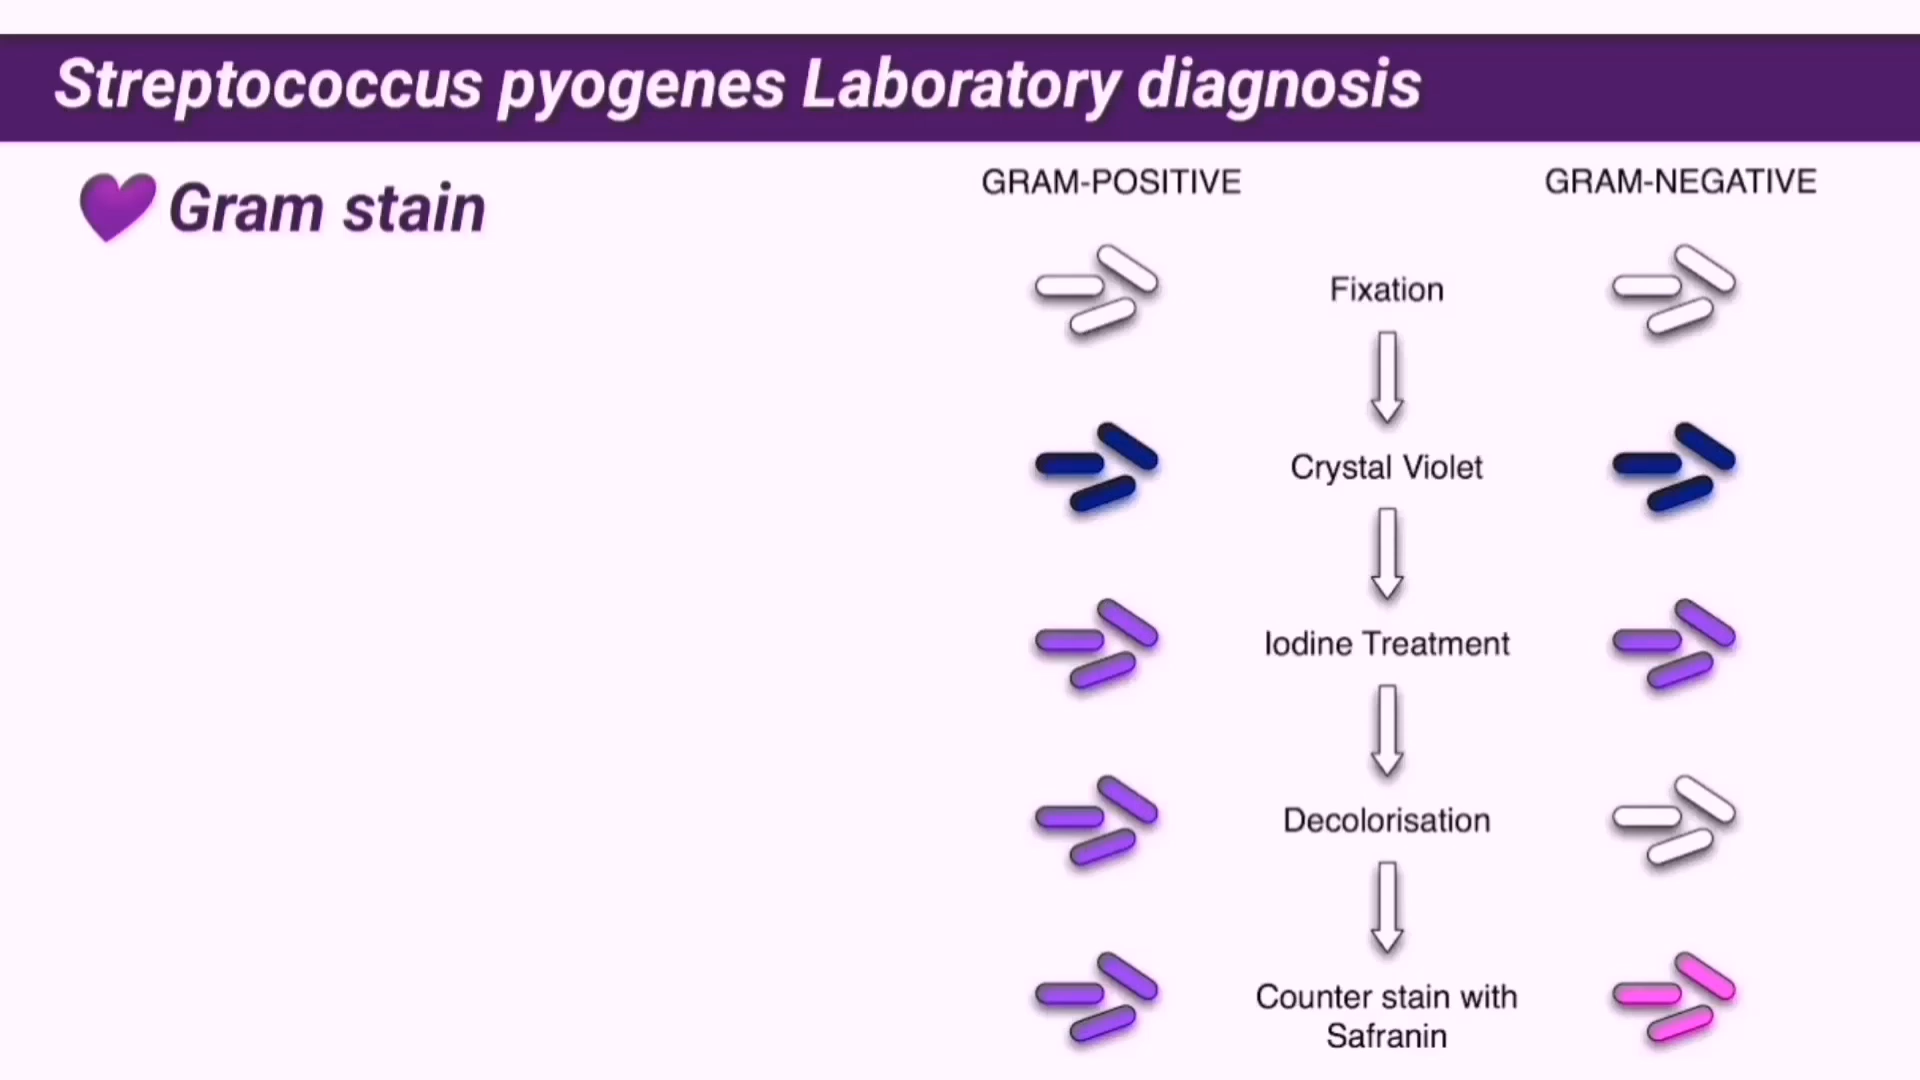 Streptococcus pyogenes Laboratory diagnosis
Gram stain
GRAM-POSITIVE
GRAM-NEGATIVE
Fixation
Crystal Violet
Iodine Treatment
Decolorisation
Counter stain with
Safranin